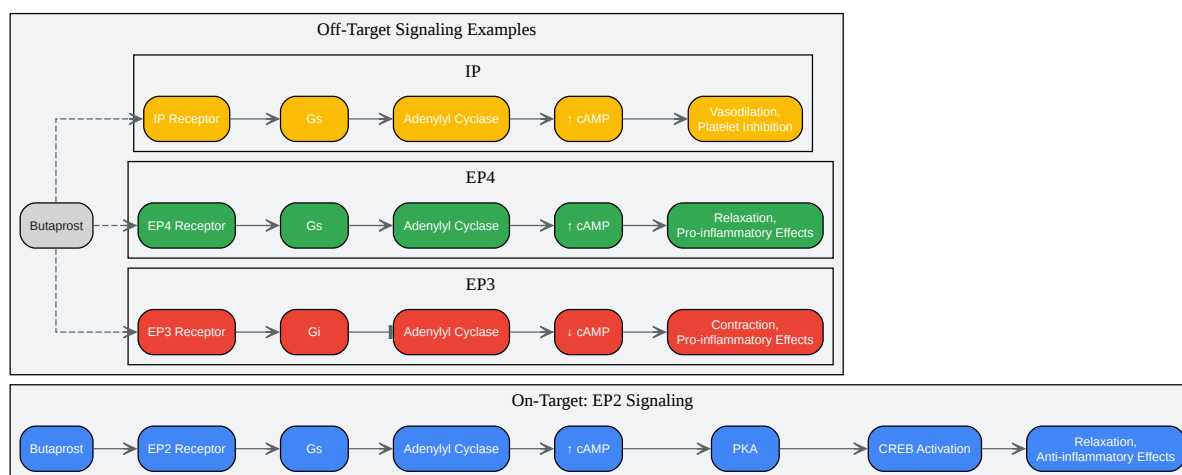 Off-Target Signaling Examples
IP
IP Receptor
Gs
Adenylyl Cyclase
↑ cAMP
Vasodilation,
Platelet Inhibition
EP4
Butaprost
EP4 Receptor
Gs
Adenylyl Cyclase
↑ cAMP
Relaxation,
Pro-inflammatory Effects
EP3
EP3 Receptor
Gi
Adenylyl Cyclase
↓ cAMP
Contraction,
Pro-inflammatory Effects
On-Target: EP2 Signaling
Butaprost
EP2 Receptor
Gs
Adenylyl Cyclase
↑ cAMP
PKA
CREB Activation
Relaxation,
Anti-inflammatory Effects